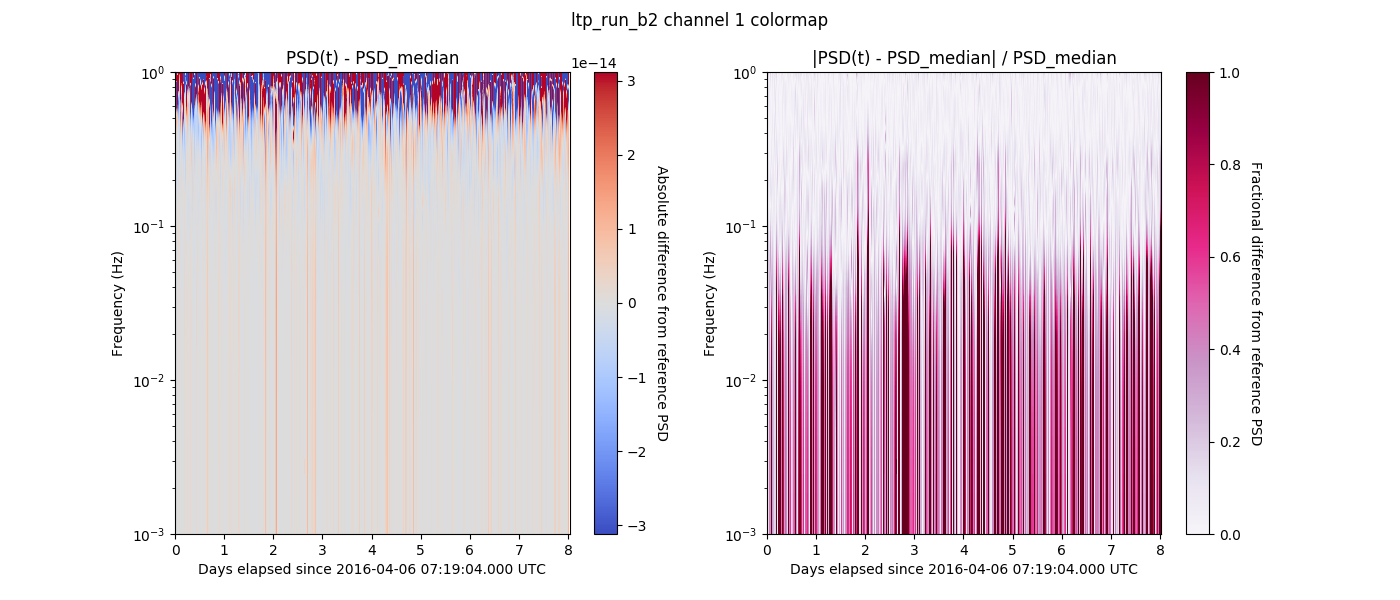 ltp_run_b2 channel 1 colormap
PSD(t) - PSD_median
1e−14
10⁰
10⁻¹
10⁻²
10⁻³
Frequency (Hz)
0 1 2 3 4 5 6 7 8
Days elapsed since 2016-04-06 07:19:04.000 UTC
3
2
1
0
−1
−2
−3
Absolute difference from reference PSD
|PSD(t) - PSD_median| / PSD_median
10⁰
10⁻¹
10⁻²
10⁻³
Frequency (Hz)
0 1 2 3 4 5 6 7 8
Days elapsed since 2016-04-06 07:19:04.000 UTC
1.0
0.8
0.6
0.4
0.2
0.0
Fractional difference from reference PSD